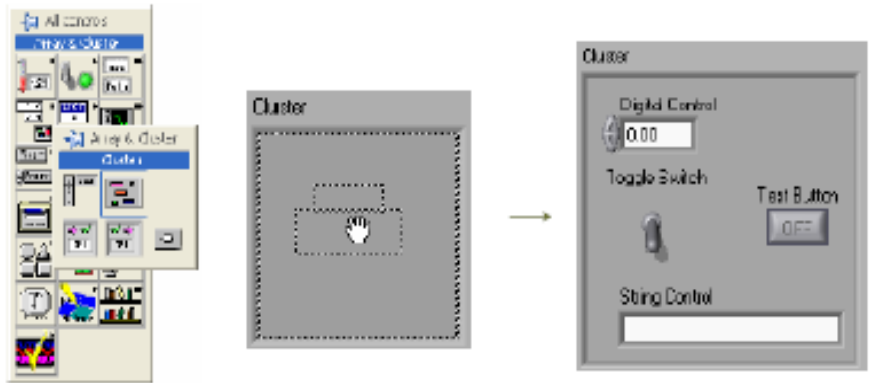 All controls
Array & Cluster
Array & Cluster
Cluster
Cluster
Cluster
Digital Control
0.00
Toggle Switch
Text Button
OFF
String Control